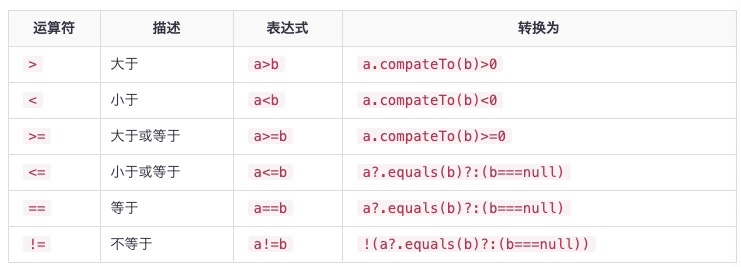 运算符 描述 表达式 转换为
> 大于 a>b a.compateTo(b)>0
< 小于 a<b a.compateTo(b)<0
>= 大于或等于 a>=b a.compateTo(b)>=0
<= 小于或等于 a<=b a?.equals(b)?:(b===null)
== 等于 a==b a?.equals(b)?:(b===null)
!= 不等于 a!=b !(a?.equals(b)?:(b===null))